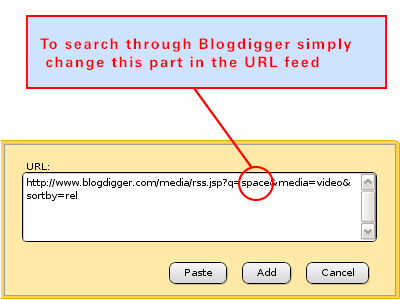 To search through Blogdigger simply
change this part in the URL feed
URL:
http://www.blogdigger.com/media/rss.jsp?q=space&media=video&
sortby=rel
Paste Add Cancel